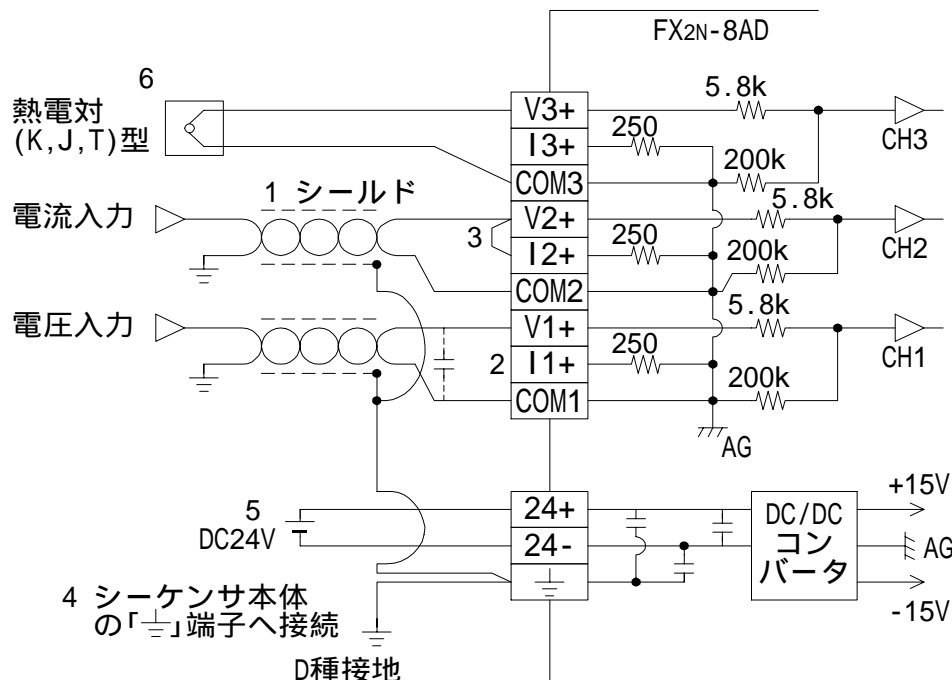 FX2N-8AD
6
熱電対
(K,J,T)型
V3+
I3+
COM3
5.8k
250
200k
CH3
1 シールド
電流入力
3
V2+
I2+
COM2
5.8k
250
200k
CH2
電圧入力
2
V1+
I1+
COM1
5.8k
250
200k
CH1
AG
5
DC24V
24+
24-
DC/DC
コン
バータ
+15V
AG
-15V
4 シーケンサ本体
の「⏚」端子へ接続
D種接地